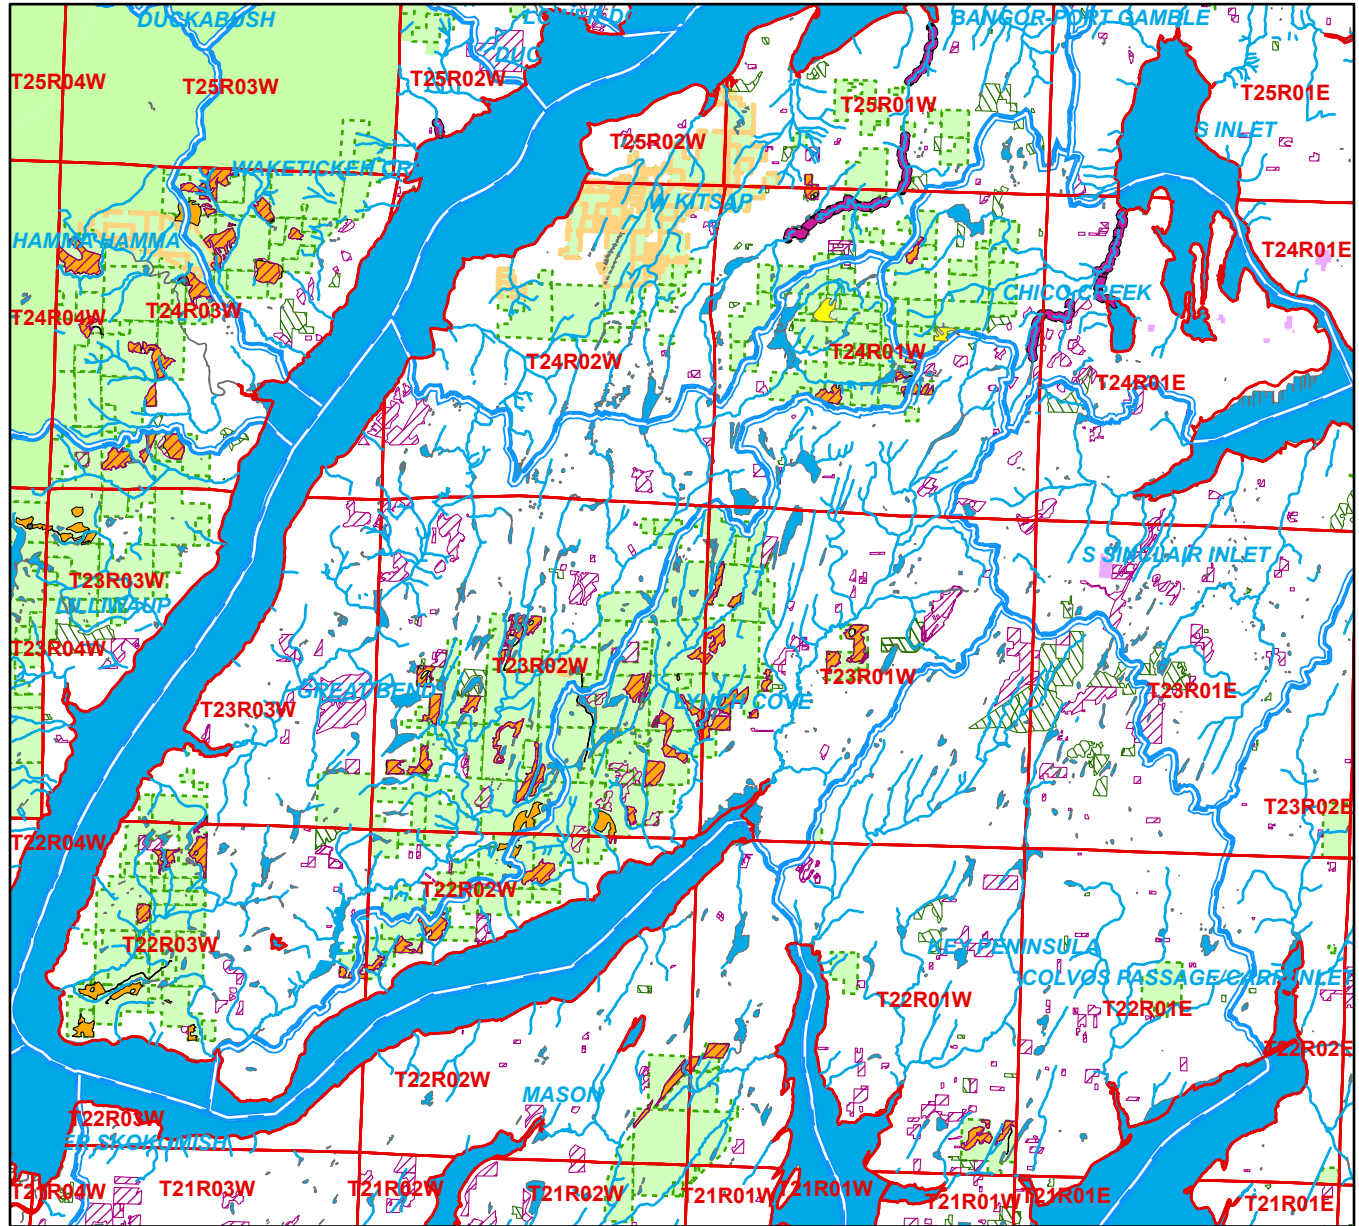 DUCKABUSH
BANGOR-PORT GAMBLE
T25R04W
T25R03W
T25R02W
T25R01W
T25R01E
T25R02W
S INLET
WAKETICKEH CR
W KITSAP
HAMMA HAMMA
T24R01E
CHICO CREEK
T24R04W
T24R03W
T24R02W
T24R01W
T24R01E
S SINCLAIR INLET
T23R03W
LILLIWAUP
T23R04W
T23R02W
T23R01W
GREAT BEND
T23R01E
LYNCH COVE
T23R03W
T23R02E
T22R04W
T22R02W
T22R03W
KEY PENINSULA
COLVOS PASSAGE/CARR INLET
T22R01W
T22R01E
T22R02E
T22R02W
MASON
T22R03W
ER SKOKOMISH
T21R04W
T21R03W
T21R02W
T21R02W
T21R01W
T21R01W
T21R01W
T21R01E
T21R01E